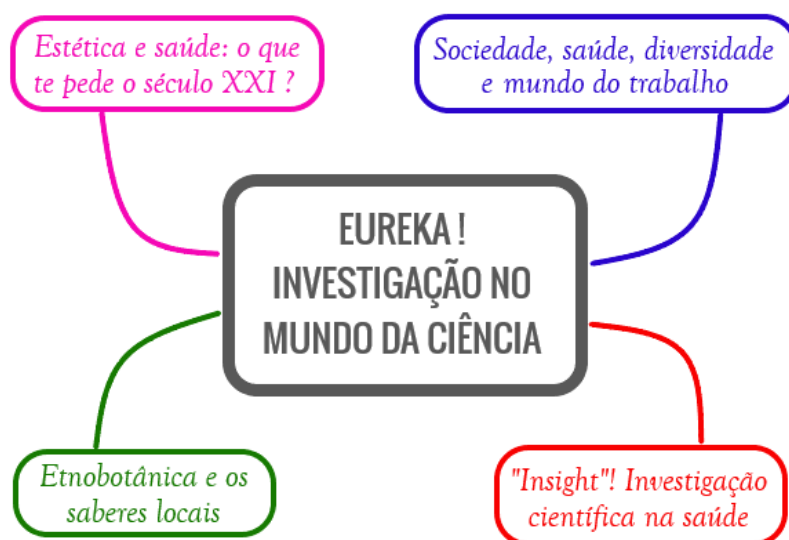 Estética e saúde: o que
te pede o século XXI ?
Sociedade, saúde, diversidade
e mundo do trabalho
EUREKA !
INVESTIGAÇÃO NO
MUNDO DA CIÊNCIA
Etnobotânica e os
saberes locais
"Insight"! Investigação
científica na saúde